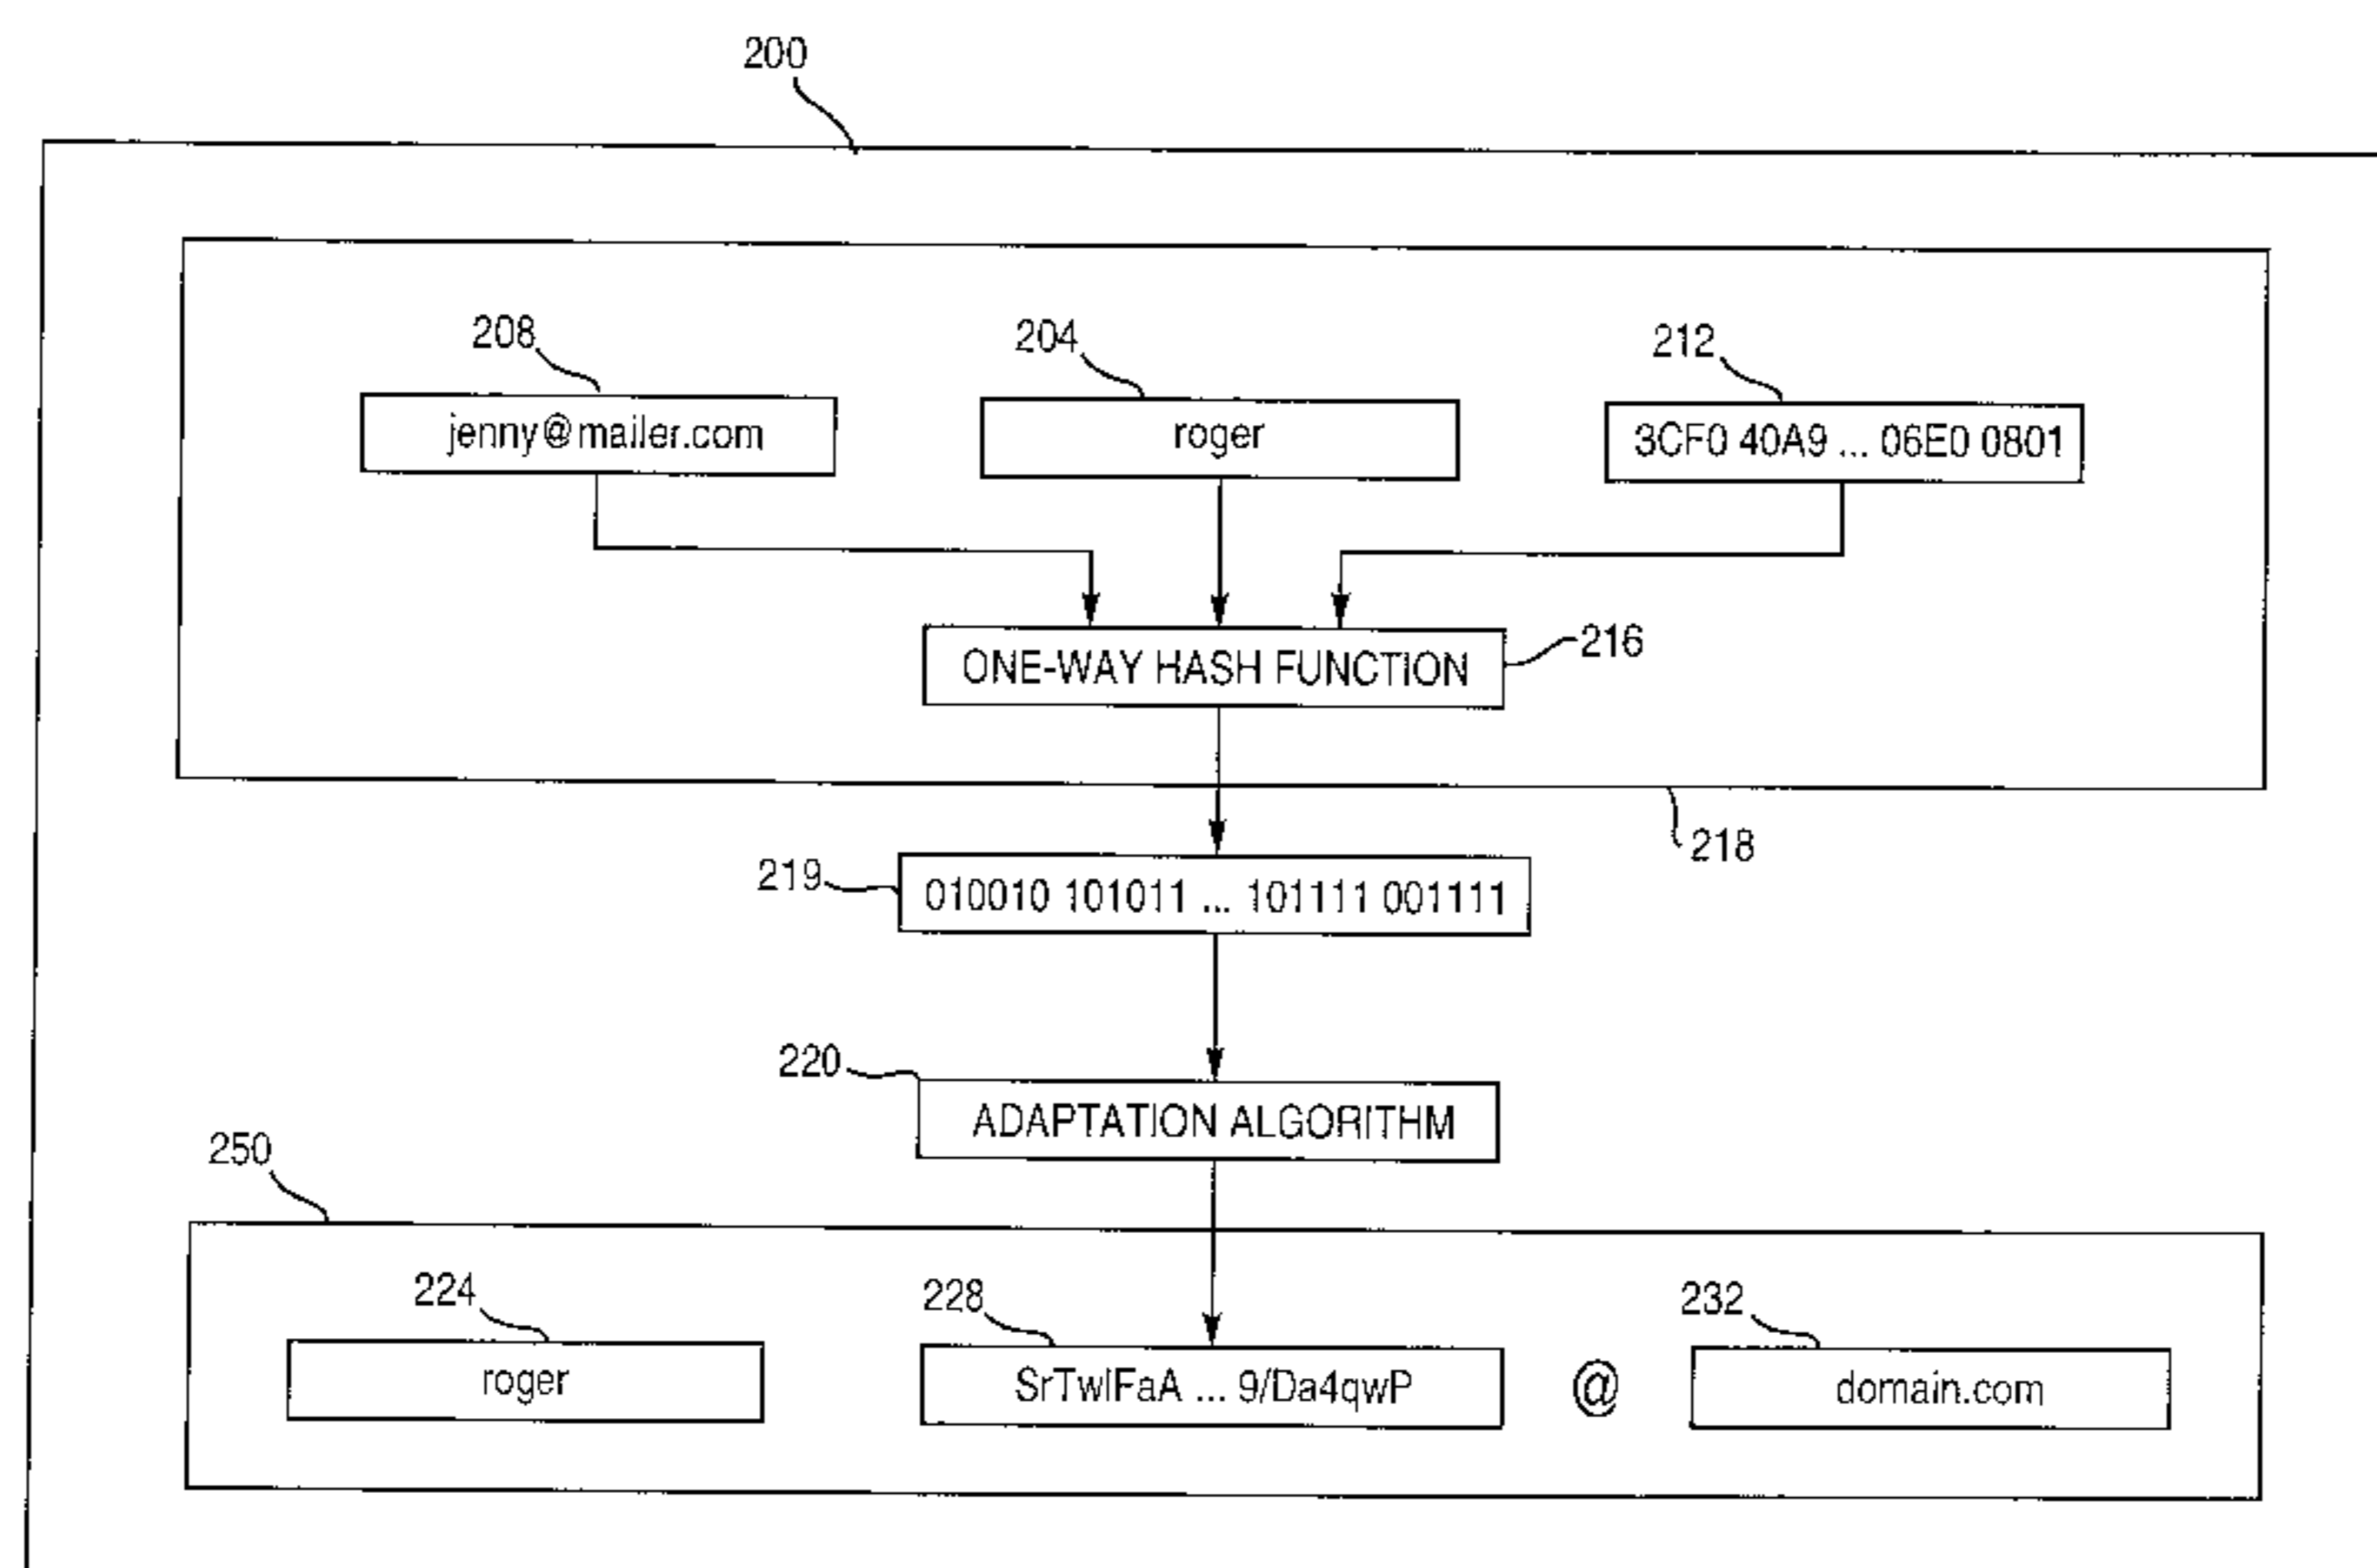 200
208
204
212
jenny@mailer.com
roger
3CF0 40A9 ... 06E0 0801
ONE-WAY HASH FUNCTION
216
218
219
010010 101011 ... 101111 001111
220
ADAPTATION ALGORITHM
250
224
228
232
roger
SrTwIFaA ... 9/Da4qwP
@
domain.com